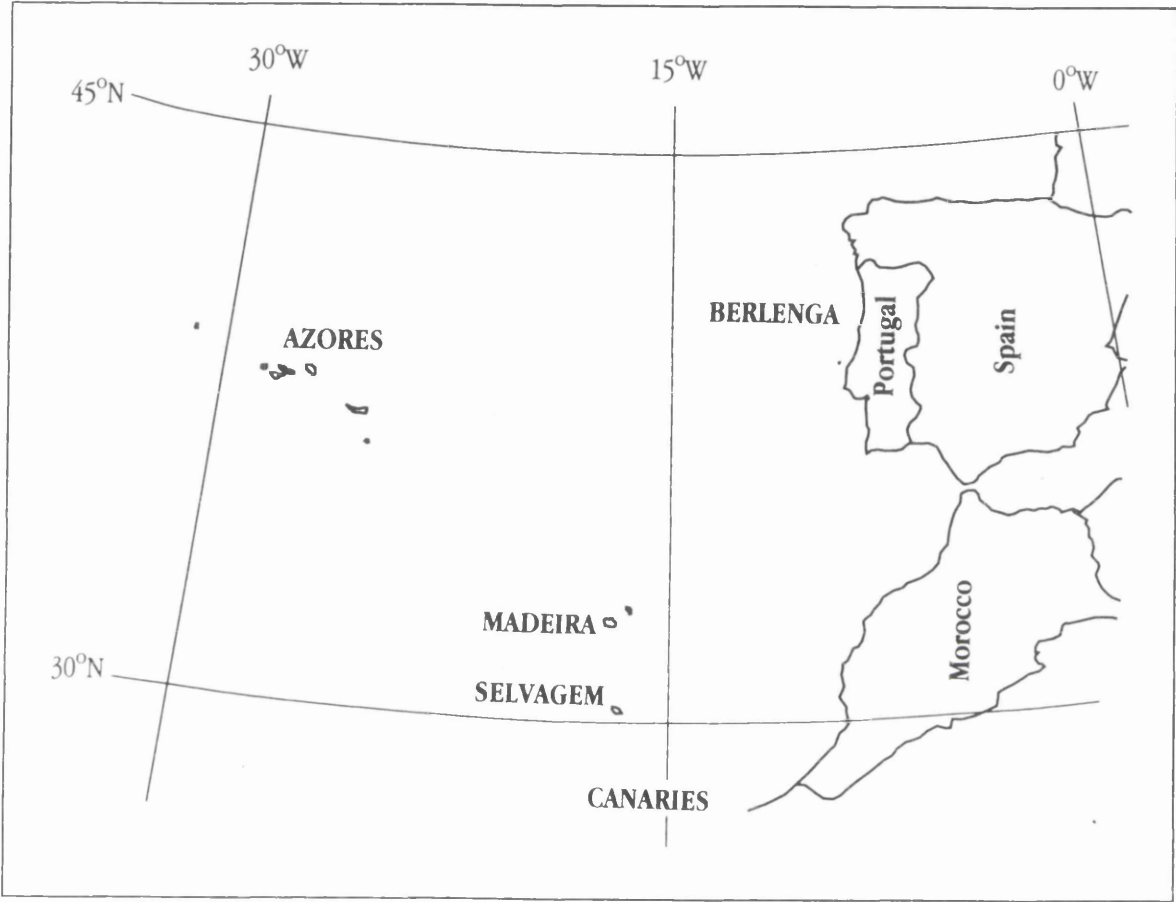 30°W
15°W
0°W
45°N
AZORES
BERLENGA
Portugal
Spain
MADEIRA
Morocco
30°N
SELVAGEM
CANARIES